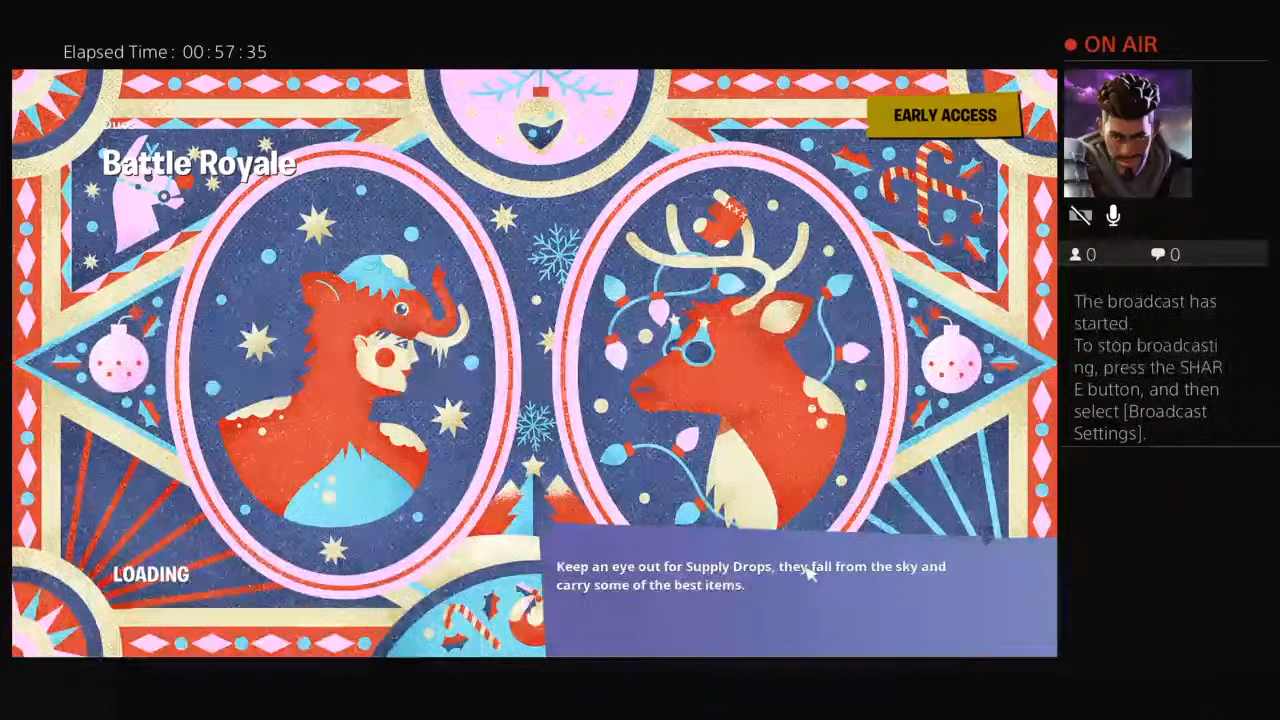 Elapsed Time: 00:57:35
ON AIR
EARLY ACCESS
Duos
Battle Royale
XXX
0
0
The broadcast has
started.
To stop broadcasti
ng, press the SHAR
E button, and then
select [Broadcast
Settings].
LOADING
Keep an eye out for Supply Drops, they fall from the sky and
carry some of the best items.